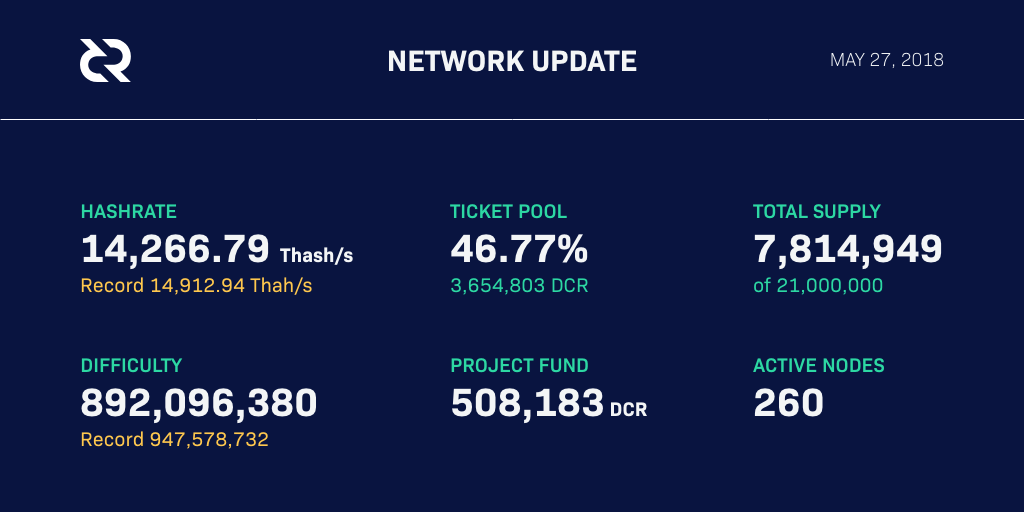 NETWORK UPDATE
MAY 27, 2018
HASHRATE
14,266.79 Thash/s
Record 14,912.94 Thah/s
TICKET POOL
46.77%
3,654,803 DCR
TOTAL SUPPLY
7,814,949
of 21,000,000
DIFFICULTY
892,096,380
Record 947,578,732
PROJECT FUND
508,183 DCR
ACTIVE NODES
260